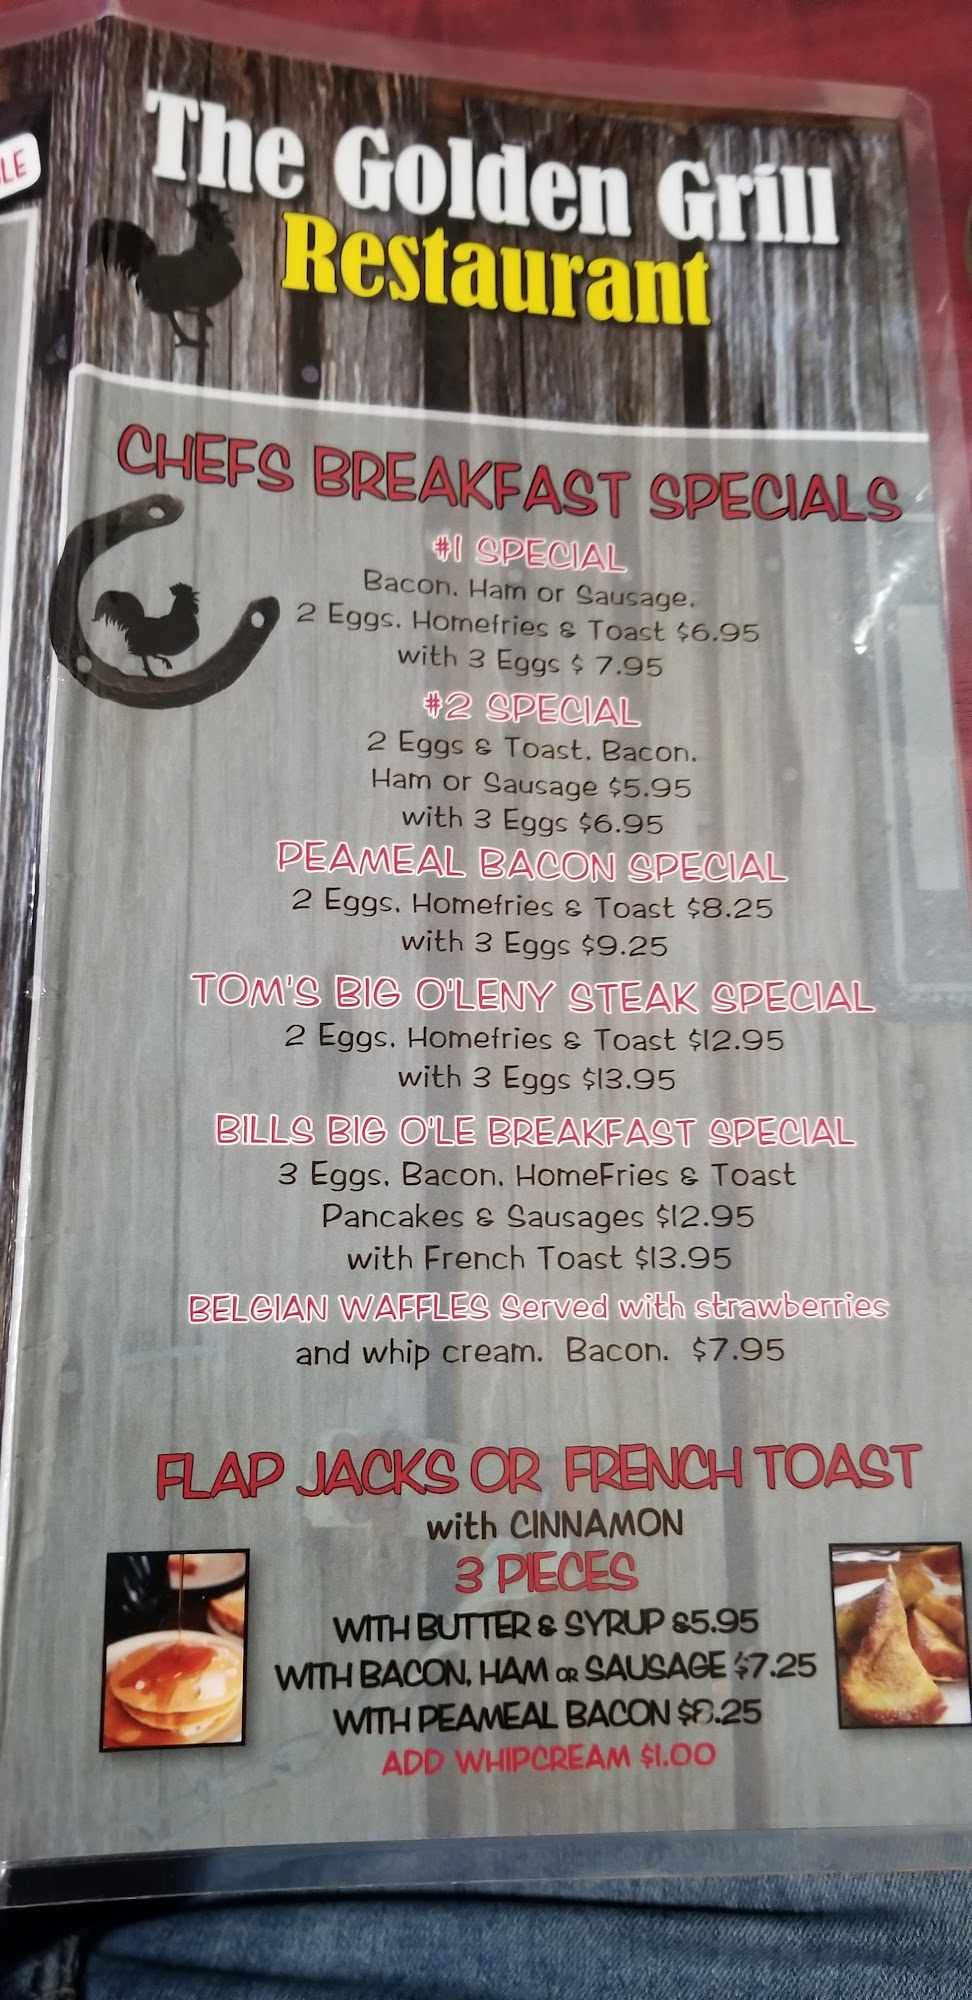 LE
The Golden Grill
Restaurant
CHEFS BREAKFAST SPECIALS
#1 SPECIAL
Bacon. Ham or Sausage.
2 Eggs. Homefries & Toast $6.95
with 3 Eggs $ 7.95
#2 SPECIAL
2 Eggs & Toast. Bacon.
Ham or Sausage $5.95
with 3 Eggs $6.95
PEAMEAL BACON SPECIAL
2 Eggs. Homefries & Toast $8.25
with 3 Eggs $9.25
TOM'S BIG O'LENY STEAK SPECIAL
2 Eggs. Homefries & Toast $12.95
with 3 Eggs $13.95
BILLS BIG O'LE BREAKFAST SPECIAL
3 Eggs. Bacon. HomeFries & Toast
Pancakes & Sausages $12.95
with French Toast $13.95
BELGIAN WAFFLES Served with strawberries
and whip cream. Bacon. $7.95
FLAP JACKS OR FRENCH TOAST
with CINNAMON
3 PIECES
WITH BUTTER & SYRUP &5.95
WITH BACON, HAM OR SAUSAGE $7.25
WITH PEAMEAL BACON $8.25
ADD WHIPCREAM $1.00